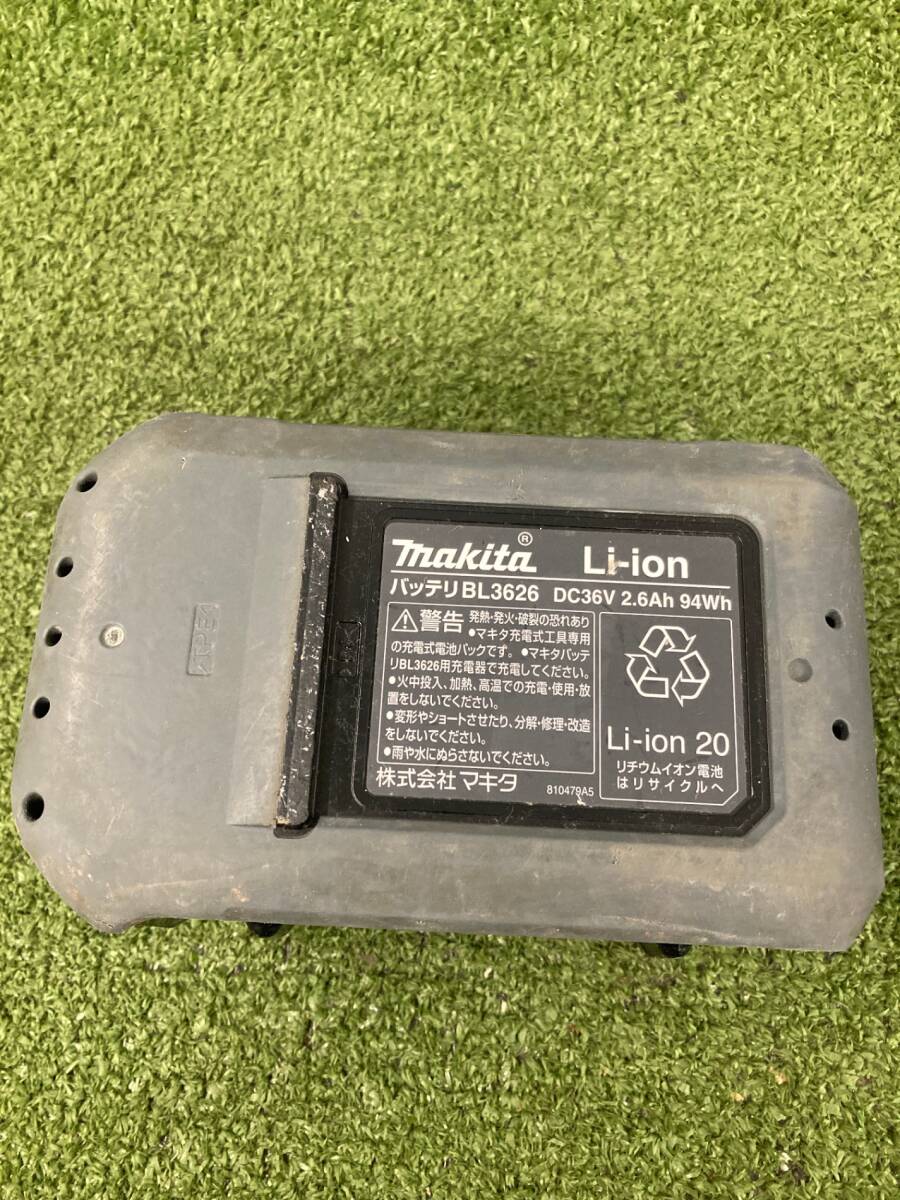 makita® Li-ion
バッテリBL3626 DC36V 2.6Ah 94Wh
⚠警告 発熱・発火・破裂の恐れあり
●マキタ充電式工具専用
の充電式電池パックです。●マキタバッテ
リBL3626用充電器で充電してください。
●火中投入、加熱、高温での充電・使用・放
置をしないでください。
●変形やショートさせたり、分解・修理・改造
をしないでください。
●雨や水にぬらさないでください。
株式会社マキタ 810479A5
Li-ion 20
リチウムイオン電池
はリサイクルへ